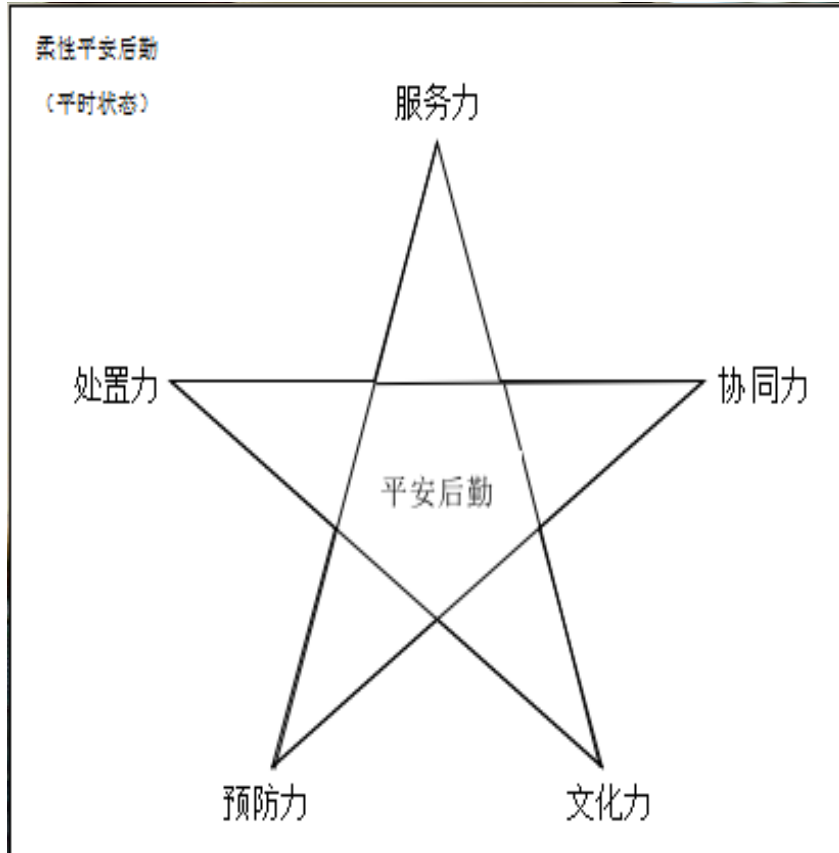 柔性平安后勤
（平时状态）
服务力
处置力
协同力
平安后勤
预防力
文化力